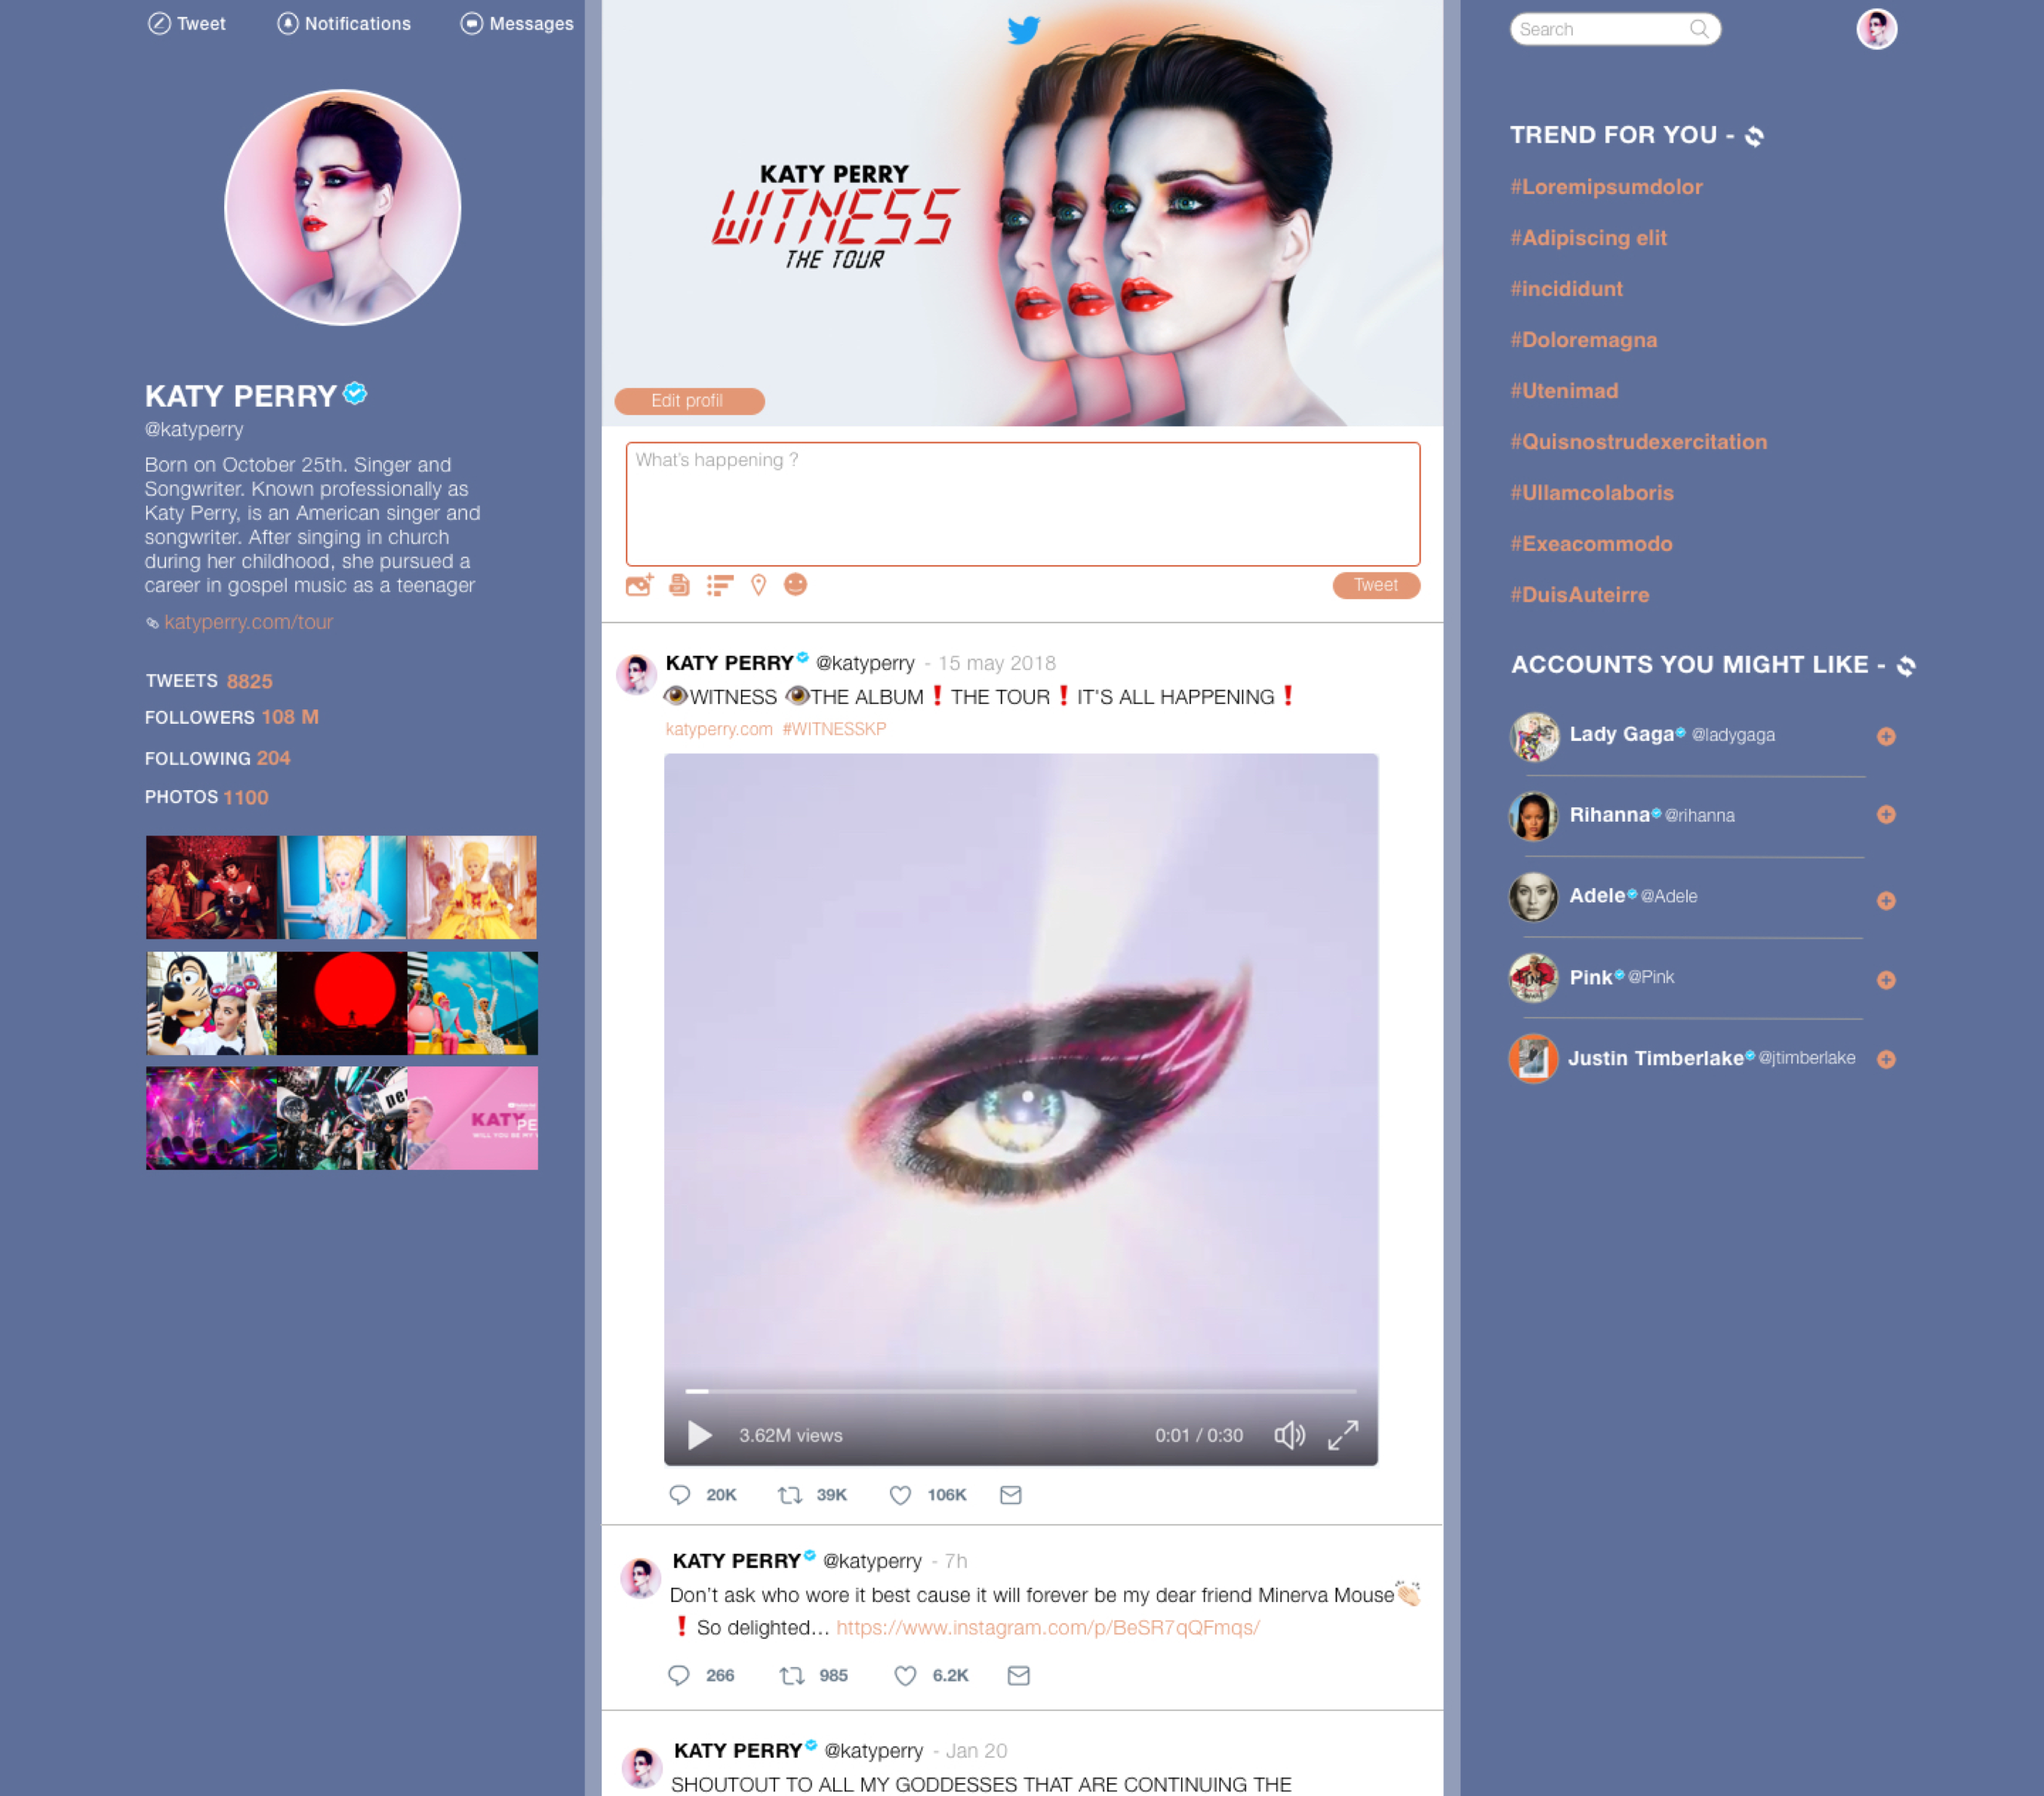 Tweet
Notifications
Messages
KATY PERRY
@katyperry
Born on October 25th. Singer and
Songwriter. Known professionally as
Katy Perry, is an American singer and
songwriter. After singing in church
during her childhood, she pursued a
career in gospel music as a teenager
katyperry.com/tour
TWEETS 8825
FOLLOWERS 108 M
FOLLOWING 204
PHOTOS 1100
pe
KATY
PE
WILL YOU BE MY
KATY PERRY
WITNESS
THE TOUR
Edit profil
What's happening ?
Tweet
KATY PERRY @katyperry - 15 may 2018
👁WITNESS 👁THE ALBUM❗THE TOUR❗IT'S ALL HAPPENING❗
katyperry.com #WITNESSKP
3.62M views
0:01 / 0:30
20K 39K 106K
KATY PERRY @katyperry - 7h
Don't ask who wore it best cause it will forever be my dear friend Minerva Mouse👏🏻
❗So delighted... https://www.instagram.com/p/BeSR7qQFmqs/
266 985 6.2K
KATY PERRY @katyperry - Jan 20
SHOUTOUT TO ALL MY GODDESSES THAT ARE CONTINUING THE
Search
TREND FOR YOU -
#Loremipsumdolor
#Adipiscing elit
#incididunt
#Doloremagna
#Utenimad
#Quisnostrudexercitation
#Ullamcolaboris
#Exeacommodo
#DuisAuteirre
ACCOUNTS YOU MIGHT LIKE -
Lady Gaga @ladygaga
Rihanna @rihanna
Adele @Adele
Pink @Pink
Justin Timberlake @jtimberlake